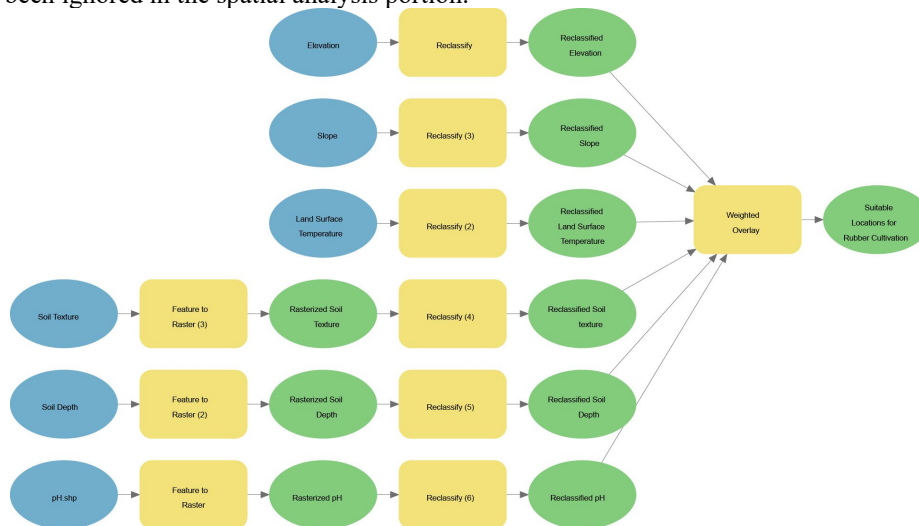 been ignored in the spatial analysis portion.
Elevation
Reclassify
Reclassified
Elevation
Slope
Reclassify (3)
Reclassified
Slope
Land Surface
Temperature
Reclassify (2)
Reclassified
Land Surface
Temperature
Weighted
Overlay
Suitable
Locations for
Rubber Cultivation
Soil Texture
Feature to
Raster (3)
Rasterized Soil
Texture
Reclassify (4)
Reclassified Soil
texture
Soil Depth
Feature to
Raster (2)
Rasterized Soil
Depth
Reclassify (5)
Reclassified Soil
Depth
pH.shp
Feature to
Raster
Rasterized pH
Reclassify (6)
Reclassified pH